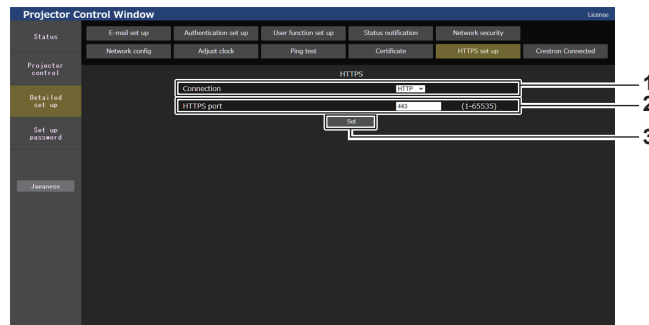 Projector Control Window
License
Status
E-mail set up
Authentication set up
User function set up
Status notification
Network security
Network config
Adjust clock
Ping test
Certificate
HTTPS set up
Crestron Connected
Projector
control
Detailed
set up
Set up
password
Japanese
HTTPS
Connection
HTTP
1
HTTPS port
443
(1-65535)
2
Set
3